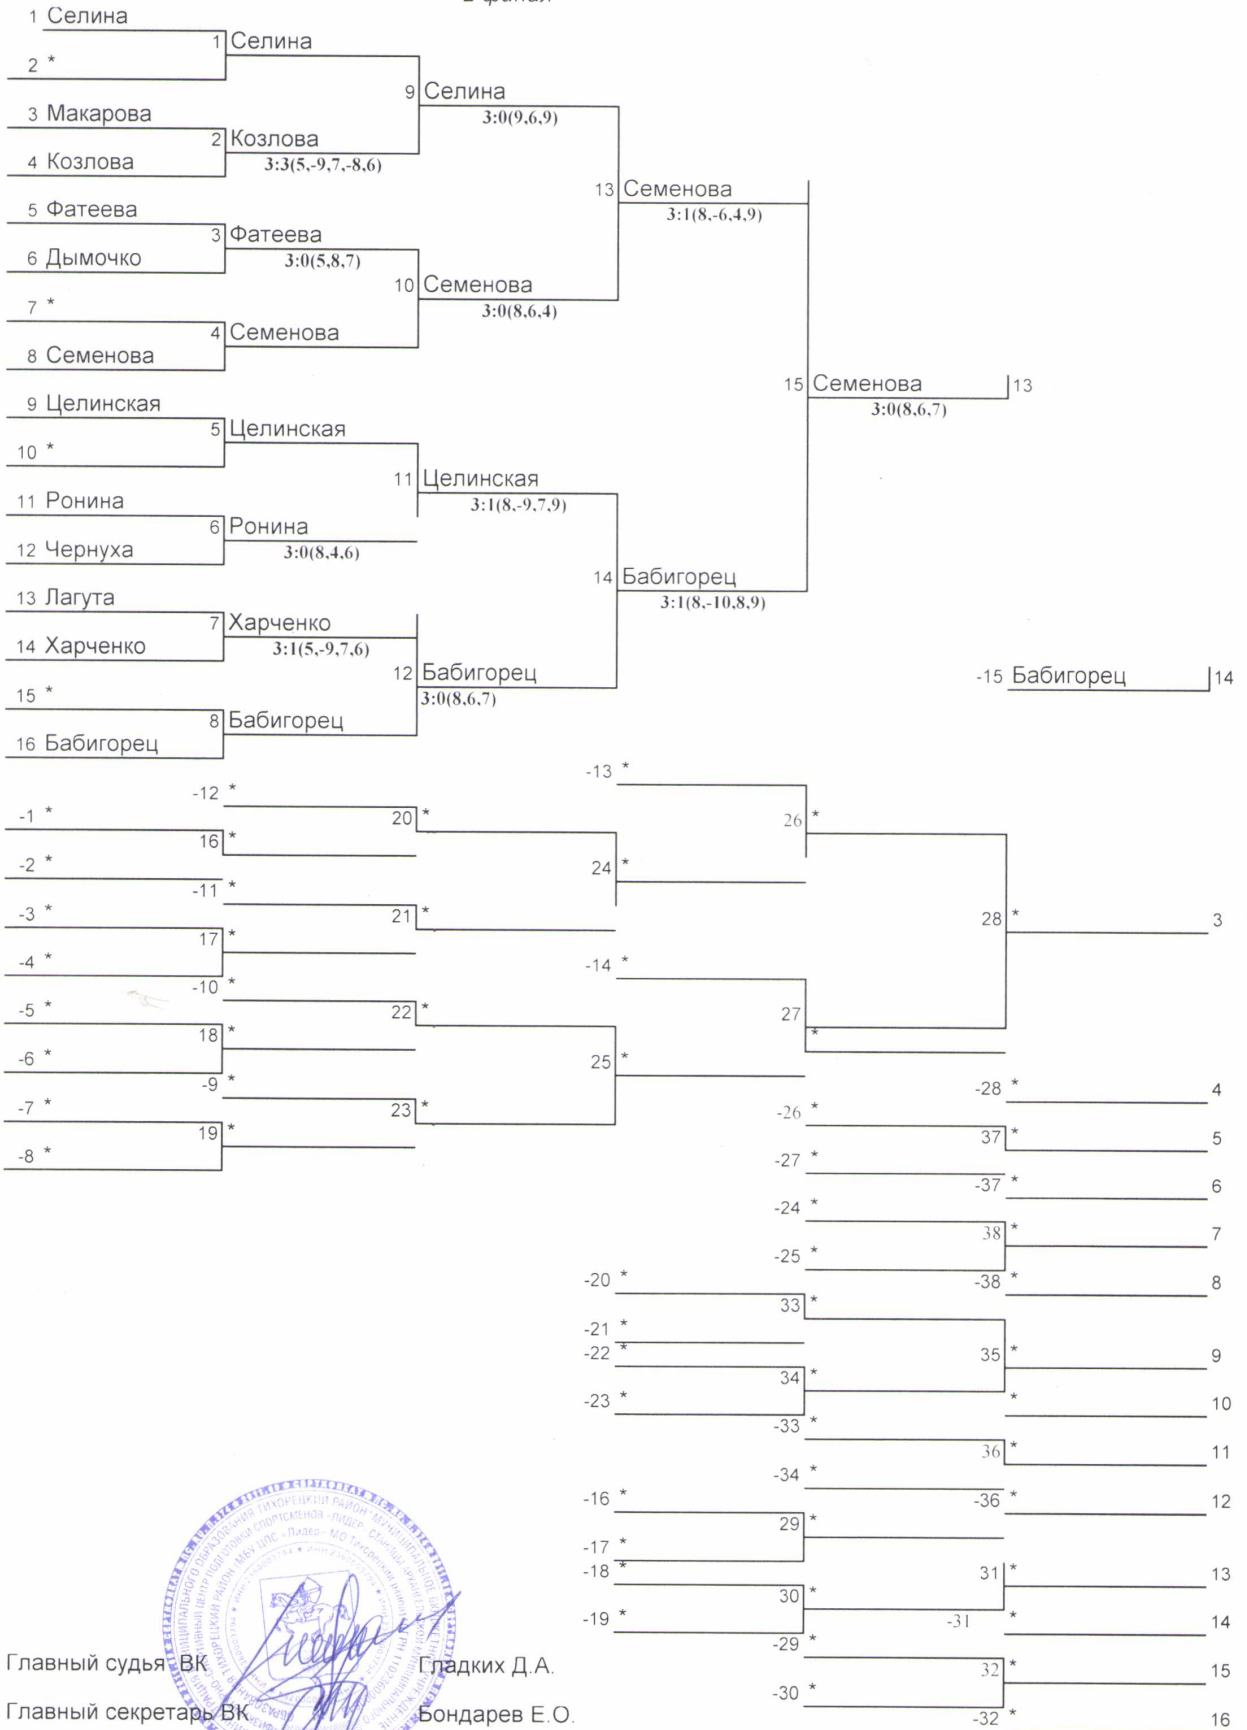 2 финал
1 Селина
1 Селина
2 *
9 Селина
3:0(9,6,9)
3 Макарова
2 Козлова
3:3(5,-9,7,-8,6)
4 Козлова
13 Семенова
3:1(8,-6,4,9)
5 Фатеева
3 Фатеева
3:0(5,8,7)
6 Дымочко
10 Семенова
3:0(8,6,4)
7 *
4 Семенова
8 Семенова
15 Семенова 13
3:0(8,6,7)
9 Целинская
5 Целинская
10 *
11 Целинская
3:1(8,-9,7,9)
11 Ронина
6 Ронина
3:0(8,4,6)
12 Чернуха
14 Бабигорец
3:1(8,-10,8,9)
13 Лагута
7 Харченко
3:1(5,-9,7,6)
14 Харченко
12 Бабигорец
3:0(8,6,7)
-15 Бабигорец 14
15 *
8 Бабигорец
16 Бабигорец
-13 *
-12 *
-1 *
20 *
26 *
16 *
-2 *
24 *
-11 *
-3 *
21 *
28 * 3
17 *
-4 *
-14 *
-10 *
-5 *
22 *
27 *
18 *
-6 *
25 *
-9 *
-28 * 4
-7 *
23 *
-26 *
19 *
37 * 5
-8 *
-27 *
-37 * 6
-24 *
38 * 7
-25 *
-20 *
-38 * 8
33 *
-21 *
-22 *
35 * 9
34 *
-23 *
* 10
-33 *
36 * 11
-34 *
-16 *
-36 * 12
29 *
-17 *
-18 *
31 * 13
30 *
-19 *
-31 * 14
-29 *
32 * 15
-30 *
-32 * 16
Главный судья ВК Гладких Д.А.
Главный секретарь ВК Бондарев Е.О.